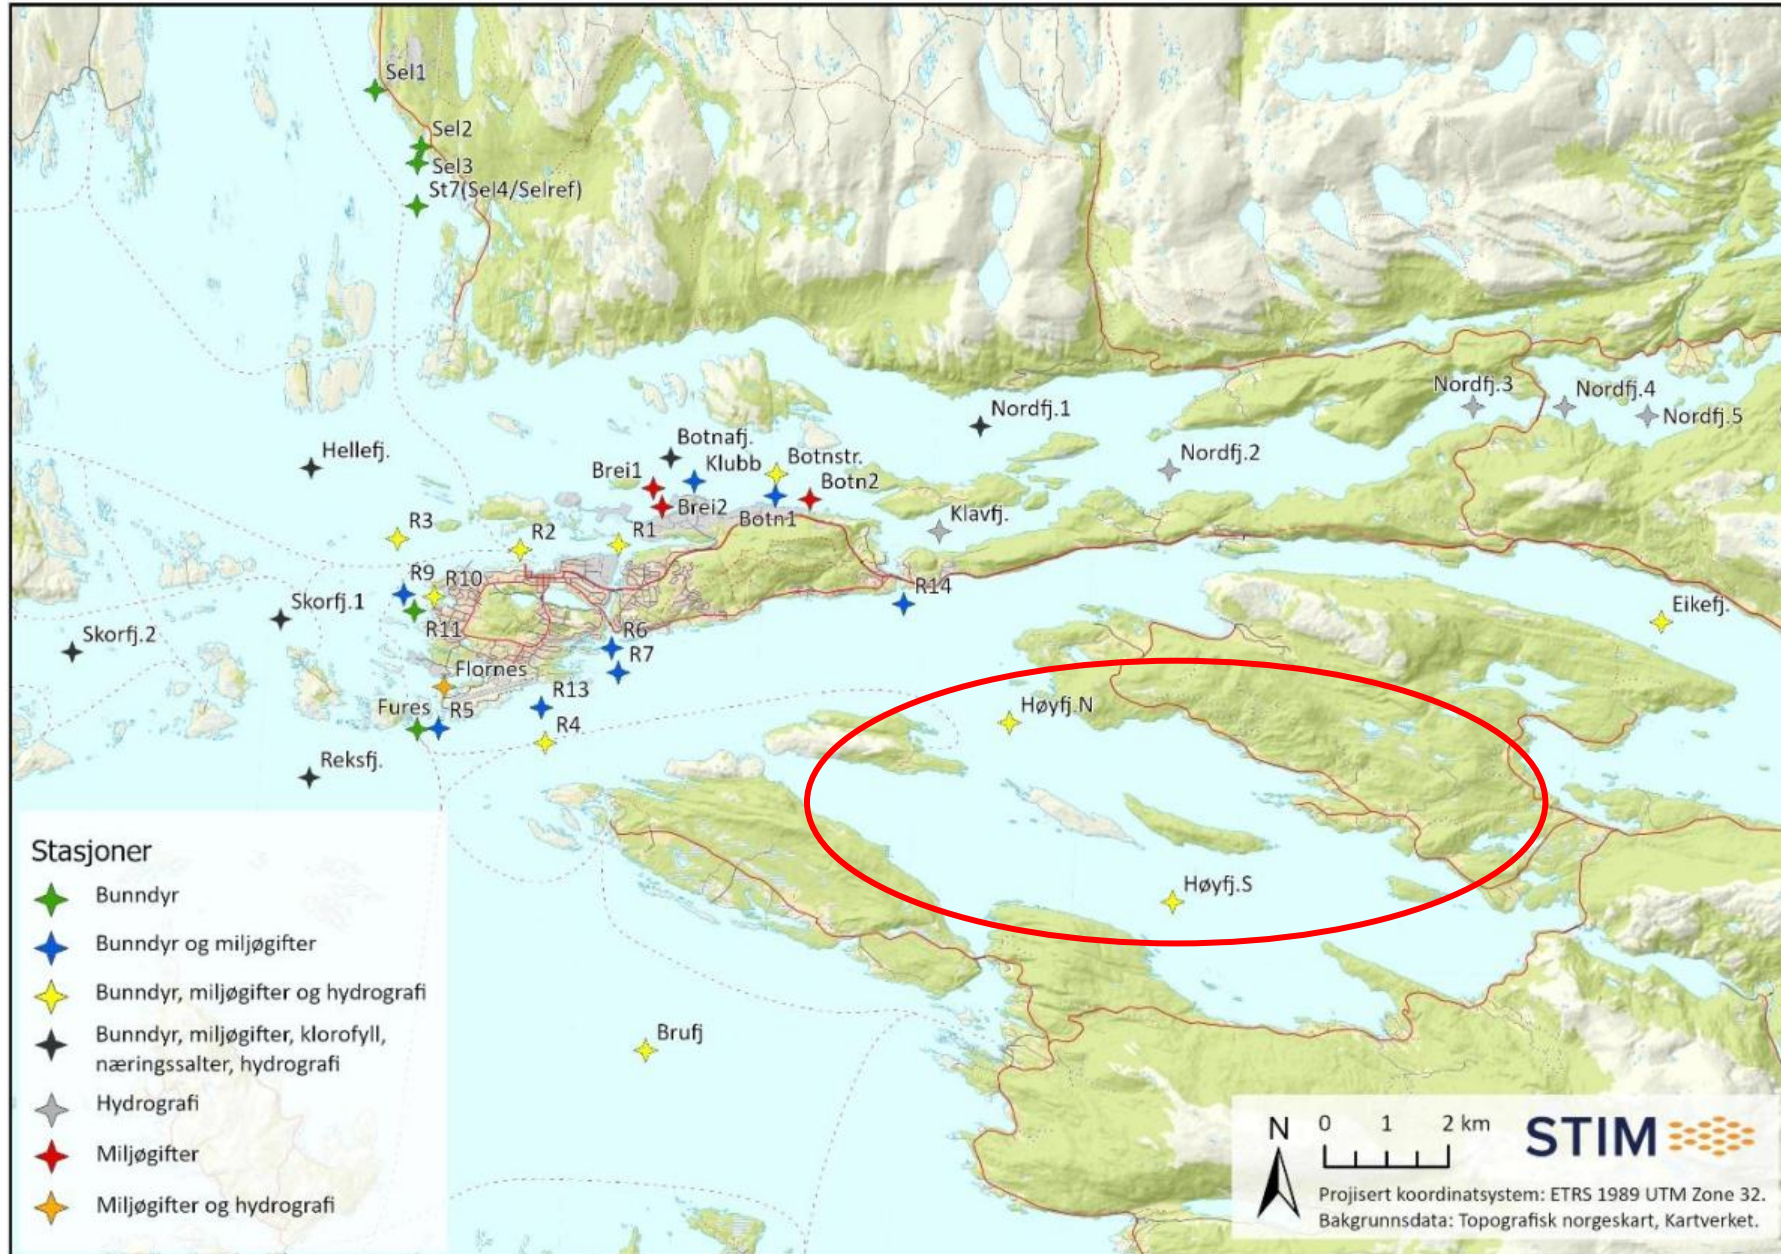 Sel1
Sel2
Sel3
St7(Sel4/Selref)
Nordfj.1
Nordfj.3
Nordfj.4
Nordfj.5
Nordfj.2
Hellefj.
Botnafj.
Klubb
Botnstr.
Brei1
Brei2
Botn1
Botn2
Klavfj.
R3
R2
R1
R9
R10
R11
R14
Skorfj.1
Skorfj.2
Eikefj.
R6
R7
Flornes
R13
Fures
R5
R4
Høyfj.N
Reksfj.
Høyfj.S
Brufj
Stasjoner
Bunndyr
Bunndyr og miljøgifter
Bunndyr, miljøgifter og hydrografi
Bunndyr, miljøgifter, klorofyll,
næringssalter, hydrografi
Hydrografi
Miljøgifter
Miljøgifter og hydrografi
N
0 1 2 km
STIM
Projisert koordinatsystem: ETRS 1989 UTM Zone 32.
Bakgrunnsdata: Topografisk norgeskart, Kartverket.